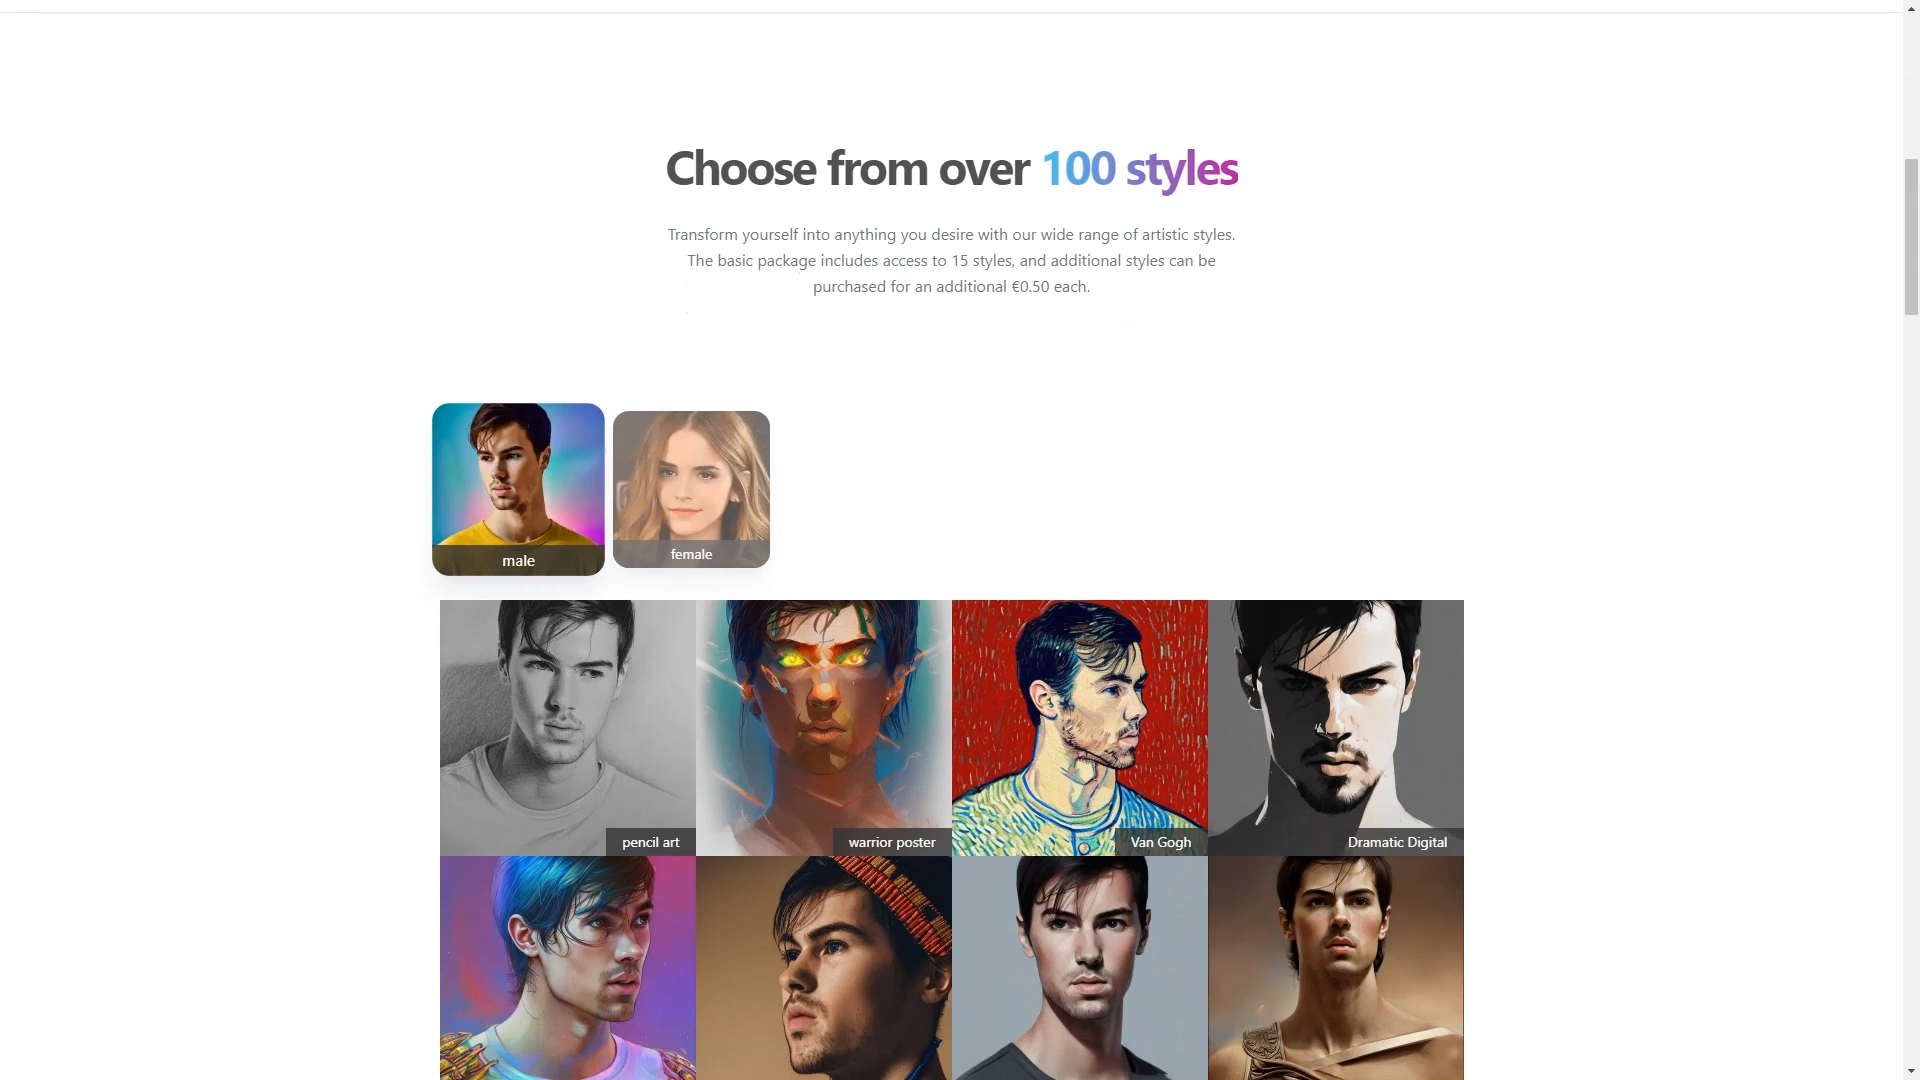 Choose from over 100 styles
Transform yourself into anything you desire with our wide range of artistic styles.
The basic package includes access to 15 styles, and additional styles can be
purchased for an additional €0.50 each.
male
female
pencil art
warrior poster
Van Gogh
Dramatic Digital